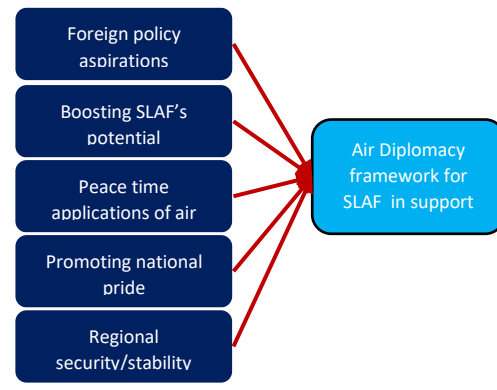 Foreign policy
aspirations
Boosting SLAF’s
potential
Peace time
applications of air
Promoting national
pride
Regional
security/stability
Air Diplomacy
framework for
SLAF in support